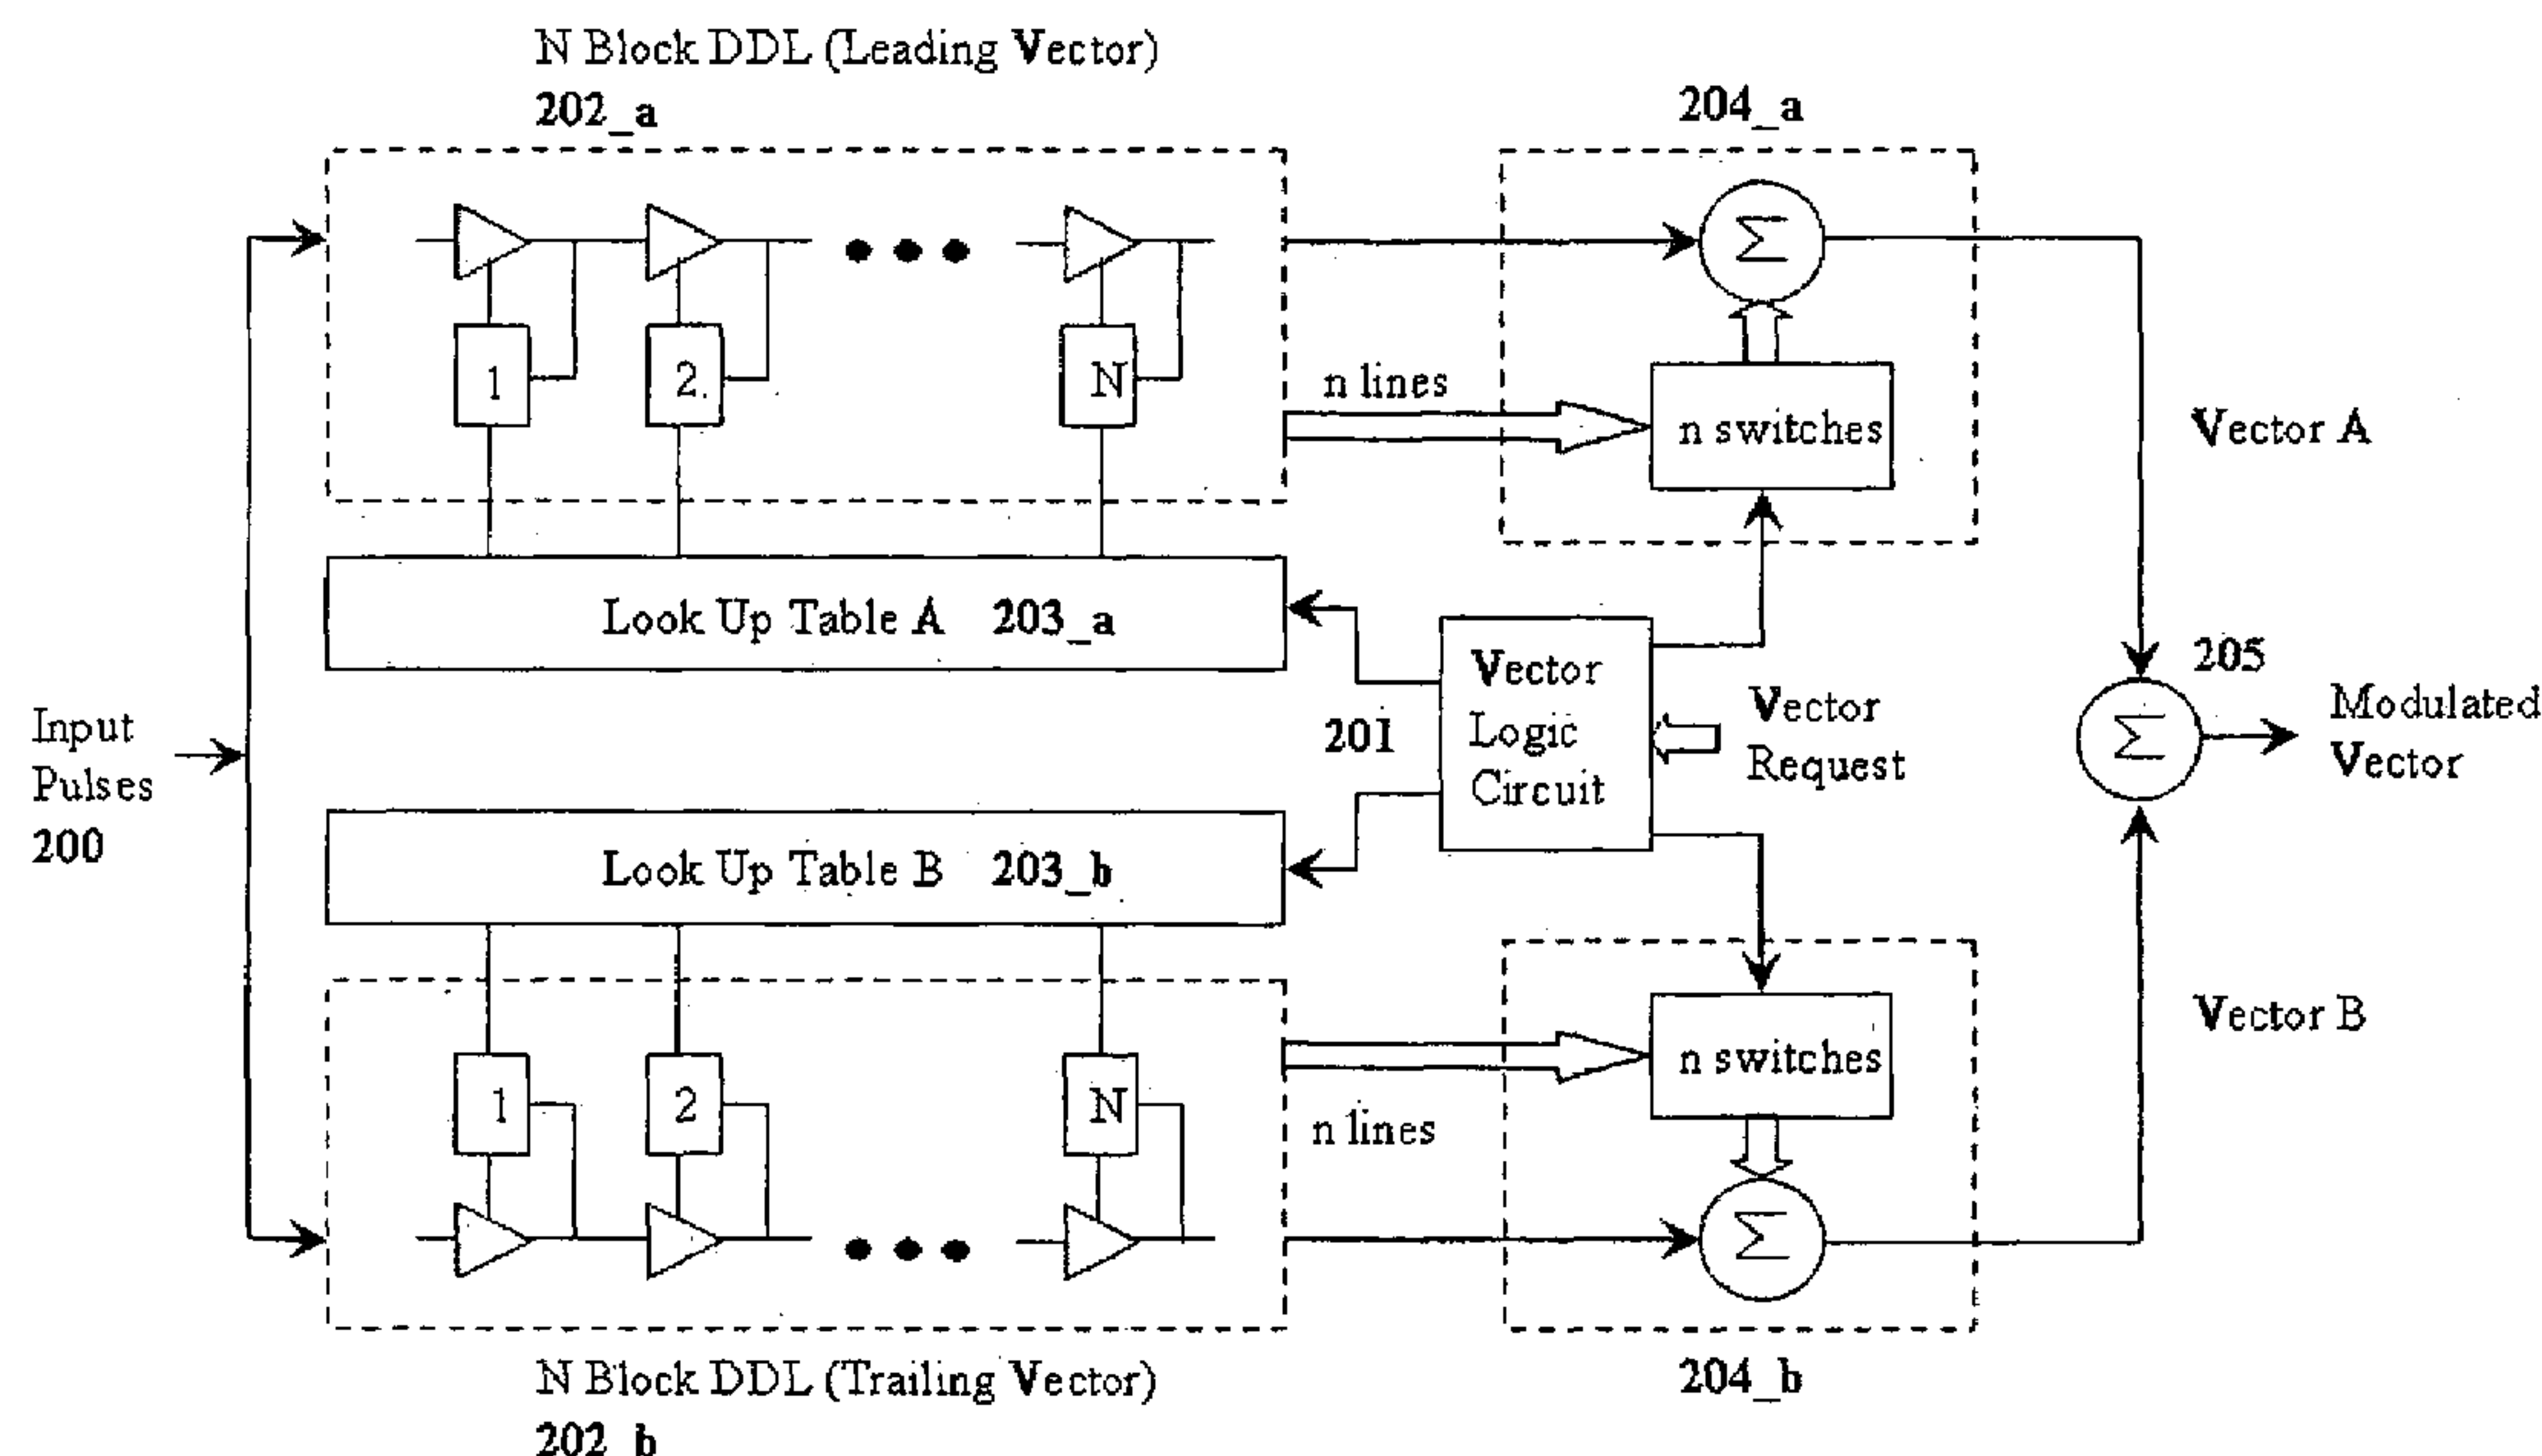 N Block DDL (Leading Vector)
202_a
204_a
Σ
1
2.
N
n lines
n switches
Vector A
Look Up Table A 203_a
Vector
Logic
Circuit
201
Vector
Request
205
Σ
Modulated
Vector
Input
Pulses
200
Look Up Table B 203_b
1
2
N
n lines
n switches
Vector B
Σ
N Block DDL (Trailing Vector)
202_b
204_b